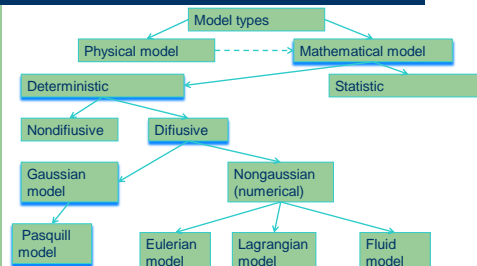 Model types
Physical model
Mathematical model
Deterministic
Statistic
Nondifiusive
Difiusive
Gaussian
model
Nongaussian
(numerical)
Pasquill
model
Eulerian
model
Lagrangian
model
Fluid
model